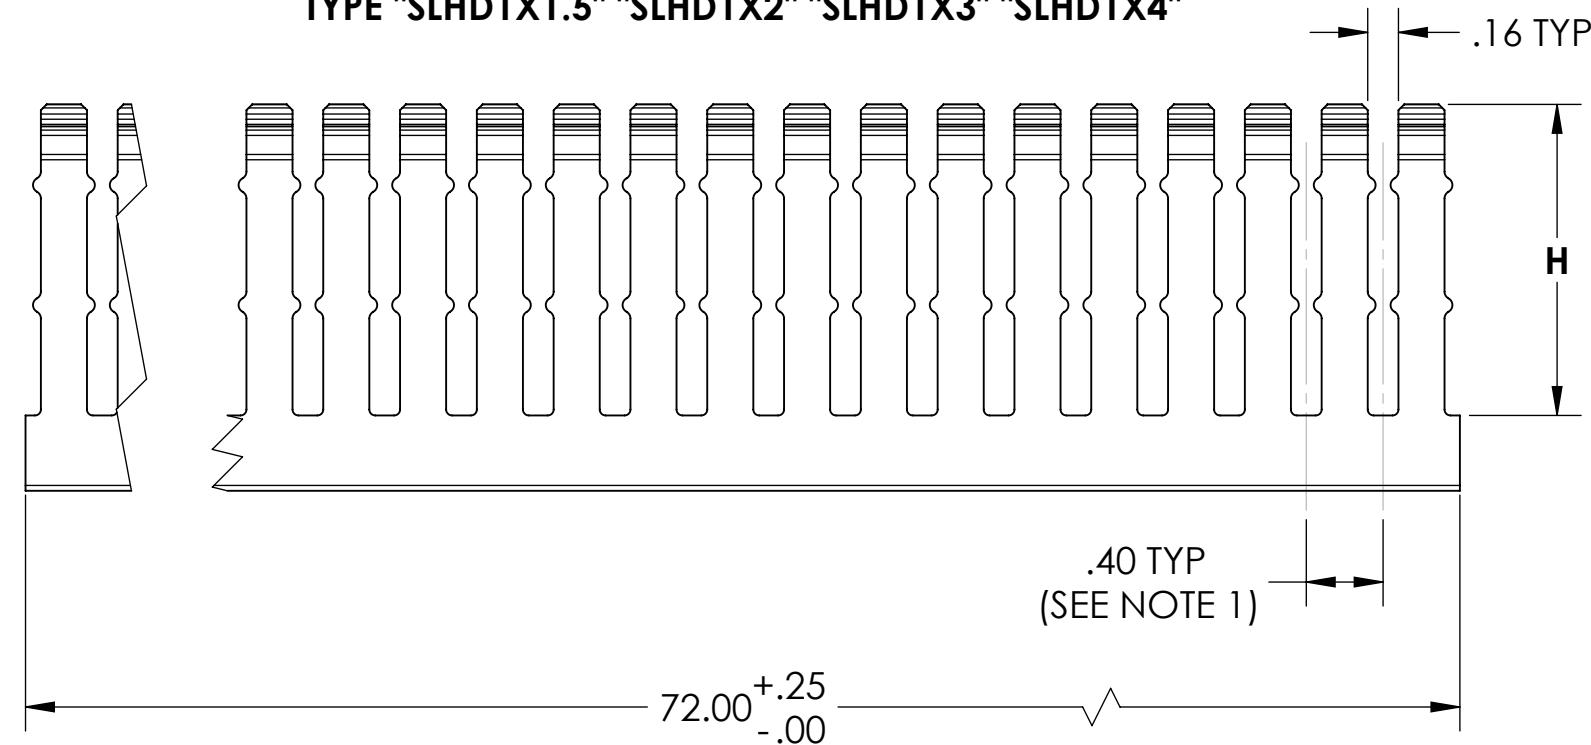 TYPE "SLHD1X1.5" "SLHD1X2" "SLHD1X3" "SLHD1X4"
.16 TYP
H
.40 TYP
(SEE NOTE 1)
72.00 +.25
-.00